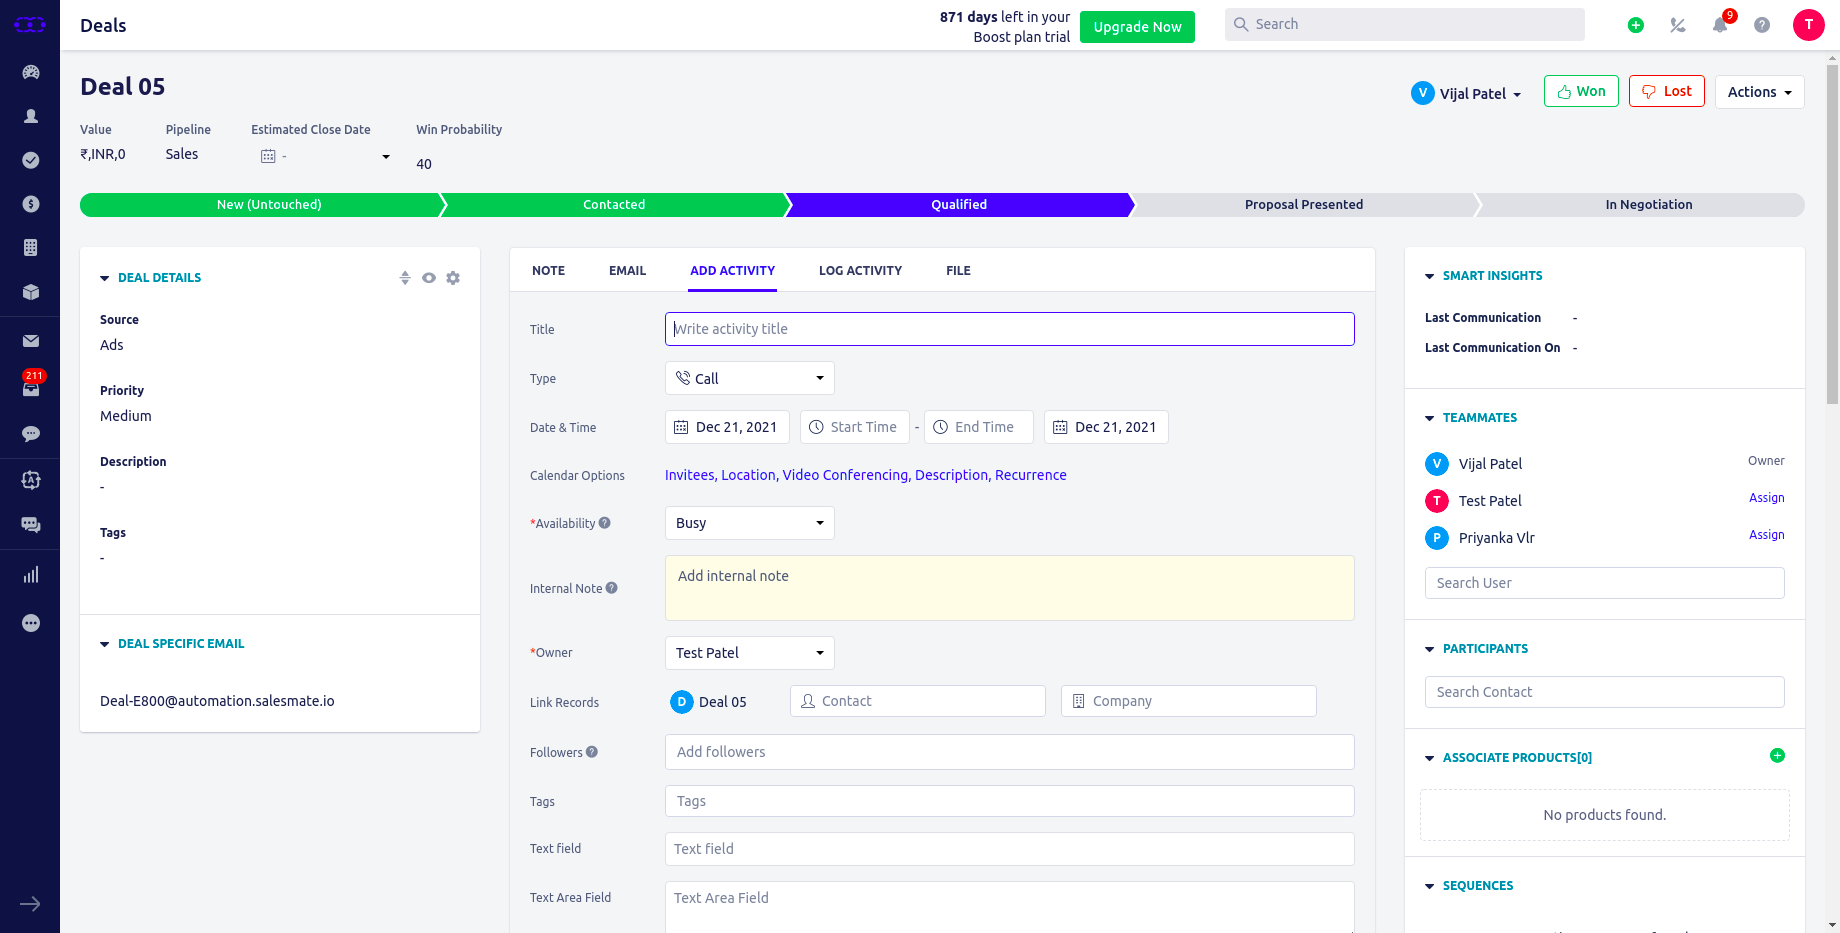 Deals
871 days left in your
Boost plan trial
Upgrade Now
Search
9
T
211
Deal 05
V Vijal Patel
Won
Lost
Actions
Value
₹,INR,0
Pipeline
Sales
Estimated Close Date
-
Win Probability
40
New (Untouched)
Contacted
Qualified
Proposal Presented
In Negotiation
DEAL DETAILS
Source
Ads
Priority
Medium
Description
-
Tags
-
DEAL SPECIFIC EMAIL
Deal-E800@automation.salesmate.io
NOTE
EMAIL
ADD ACTIVITY
LOG ACTIVITY
FILE
Title
Write activity title
Type
Call
Date & Time
Dec 21, 2021
Start Time
-
End Time
Dec 21, 2021
Calendar Options
Invitees, Location, Video Conferencing, Description, Recurrence
*Availability
Busy
Internal Note
Add internal note
*Owner
Test Patel
Link Records
D Deal 05
Contact
Company
Followers
Add followers
Tags
Tags
Text field
Text field
Text Area Field
Text Area Field
SMART INSIGHTS
Last Communication -
Last Communication On -
TEAMMATES
V Vijal Patel Owner
T Test Patel Assign
P Priyanka Vlr Assign
Search User
PARTICIPANTS
Search Contact
ASSOCIATE PRODUCTS[0]
No products found.
SEQUENCES